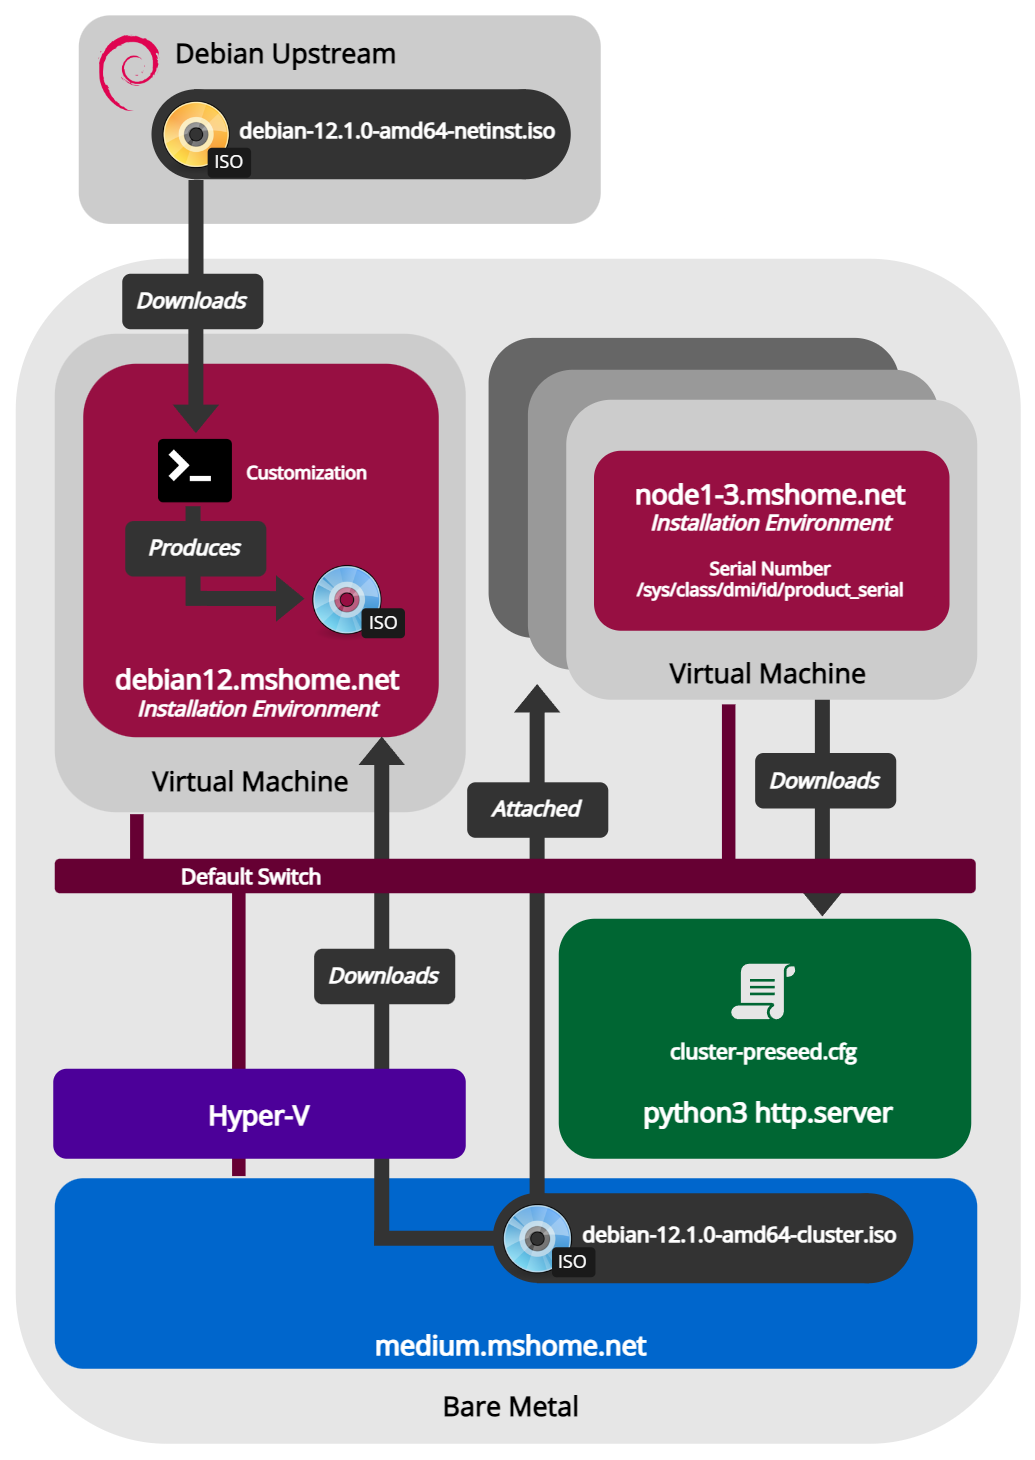 Debian Upstream
debian-12.1.0-amd64-netinst.iso
ISO
Downloads
Customization
Produces
ISO
debian12.mshome.net
Installation Environment
Virtual Machine
node1-3.mshome.net
Installation Environment
Serial Number
/sys/class/dmi/id/product_serial
Virtual Machine
Attached
Downloads
Default Switch
Downloads
cluster-preseed.cfg
python3 http.server
Hyper-V
debian-12.1.0-amd64-cluster.iso
ISO
medium.mshome.net
Bare Metal